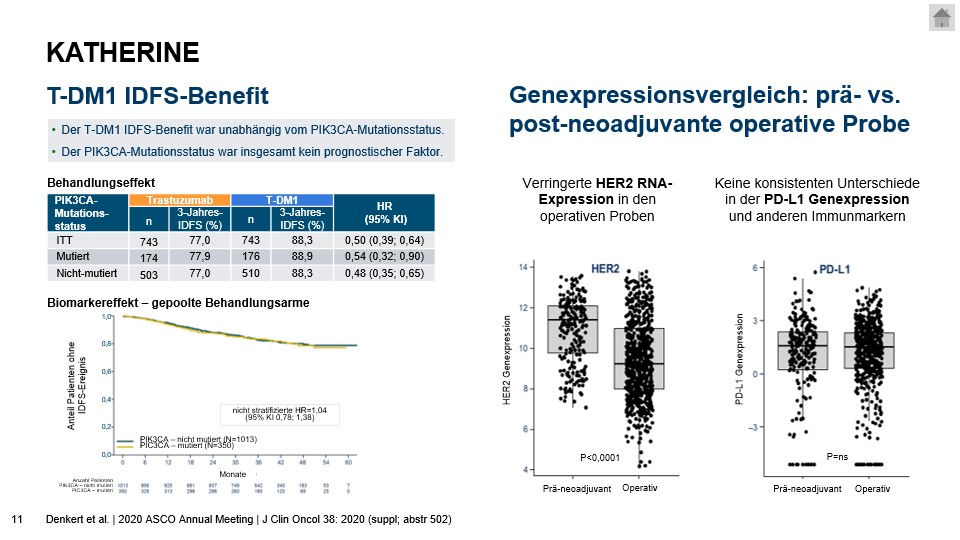 KATHERINE
T-DM1 IDFS-Benefit
• Der T-DM1 IDFS-Benefit war unabhängig vom PIK3CA-Mutationsstatus.
• Der PIK3CA-Mutationsstatus war insgesamt kein prognostischer Faktor.
Behandlungseffekt
PIK3CA-Mutations-status Trastuzumab T-DM1 HR (95% KI)
n 3-Jahres-IDFS (%) n 3-Jahres-IDFS (%)
ITT 743 77,0 743 88,3 0,50 (0,39; 0,64)
Mutiert 174 77,9 176 88,9 0,54 (0,32; 0,90)
Nicht-mutiert 503 77,0 510 88,3 0,48 (0,35; 0,65)
Biomarkereffekt – gepoolte Behandlungsarme
Anteil Patienten ohne
IDFS-Ereignis
1,0
0,8
0,6
0,4
0,2
0,0
nicht stratifizierte HR=1,04
(95% KI 0,78; 1,38)
PIK3CA – nicht mutiert (N=1013)
PIC3CA – mutiert (N=350)
0 6 12 18 24 30 36 42 48 54 60
Monate
Anzahl Patienten
PIK3CA – nicht mutiert
PIC3CA – mutiert
Genexpressionsvergleich: prä- vs.
post-neoadjuvante operative Probe
Verringerte HER2 RNA-
Expression in den
operativen Proben
HER2
HER2 Genexpression
14
12
10
8
6
4
P<0,0001
Prä-neoadjuvant Operativ
Keine konsistenten Unterschiede
in der PD-L1 Genexpression
und anderen Immunmarkern
PD-L1
PD-L1 Genexpression
6
3
0
–3
P=ns
Prä-neoadjuvant Operativ
11 Denkert et al. | 2020 ASCO Annual Meeting | J Clin Oncol 38: 2020 (suppl; abstr 502)